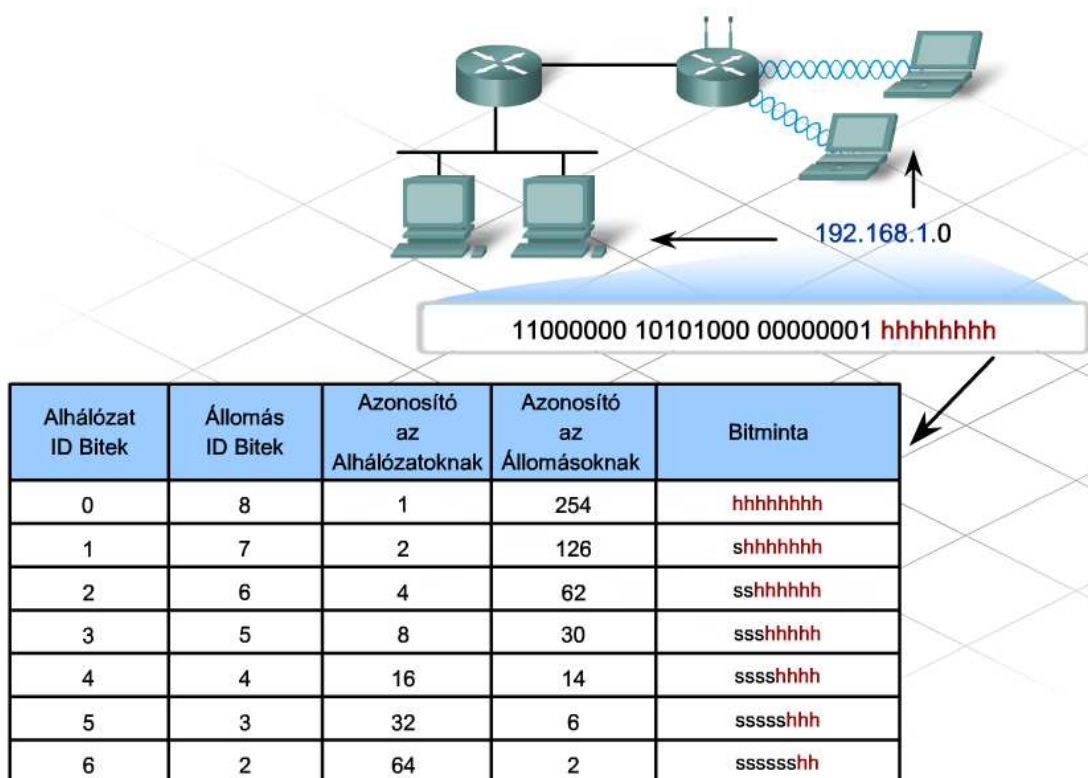 192.168.1.0
11000000 10101000 00000001 hhhhhhhh
Alhálózat ID Bitek | Állomás ID Bitek | Azonosító az Alhálózatoknak | Azonosító az Állomásoknak | Bitminta
0 | 8 | 1 | 254 | hhhhhhhh
1 | 7 | 2 | 126 | shhhhhhh
2 | 6 | 4 | 62 | sshhhhhh
3 | 5 | 8 | 30 | ssshhhhh
4 | 4 | 16 | 14 | sssshhhh
5 | 3 | 32 | 6 | ssssshhh
6 | 2 | 64 | 2 | sssssshh